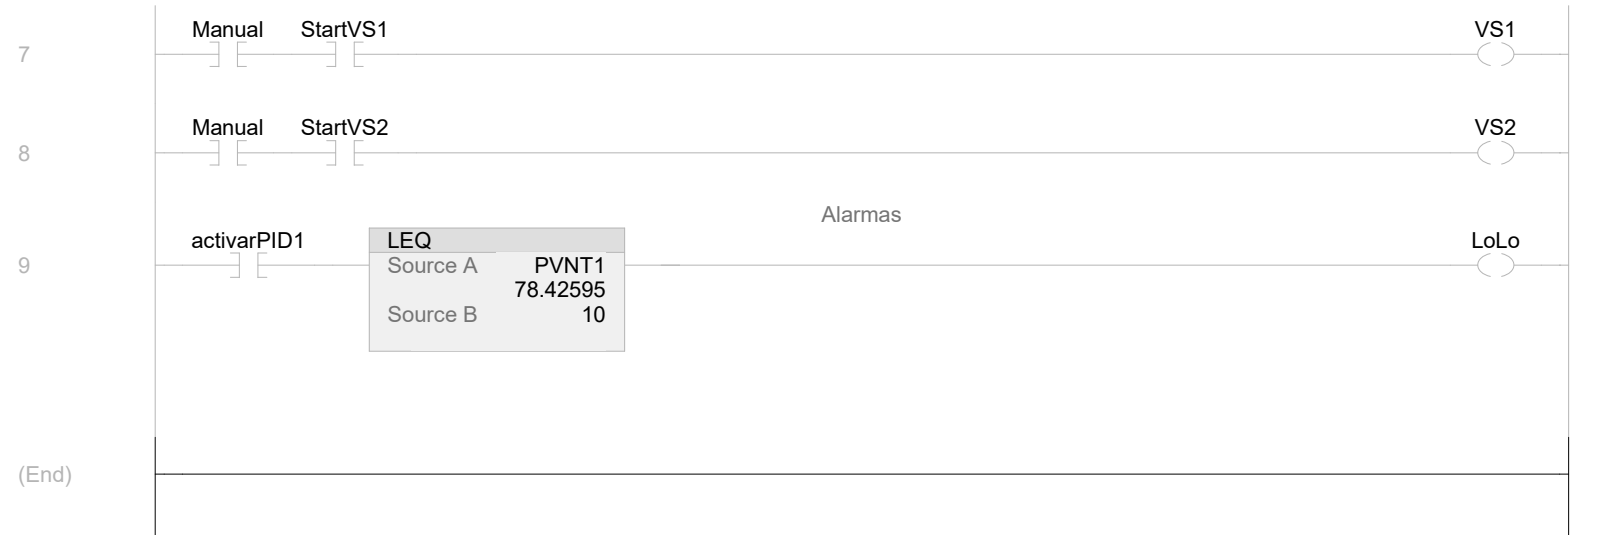 Manual StartVS1 VS1
7
Manual StartVS2 VS2
8
Alarmas
activarPID1 LEQ LoLo
9 Source A PVNT1
78.42595
Source B 10
(End)